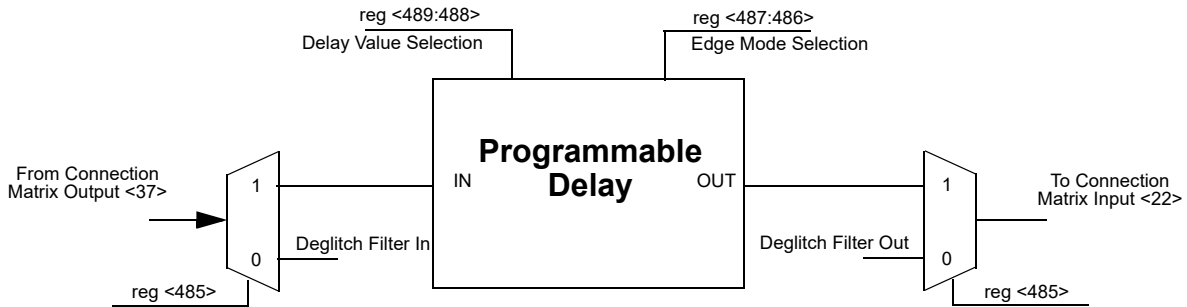 reg <489:488>
Delay Value Selection
reg <487:486>
Edge Mode Selection
Programmable
Delay
IN
OUT
From Connection
Matrix Output <37>
1
0
Deglitch Filter In
reg <485>
Deglitch Filter Out
1
0
To Connection
Matrix Input <22>
reg <485>